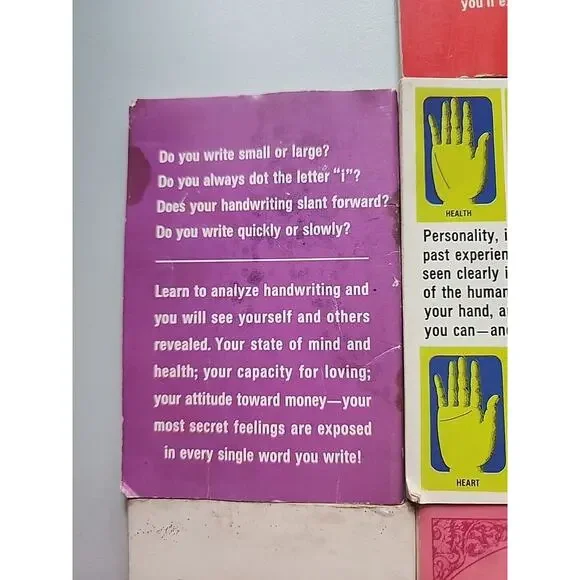 you'll e
Do you write small or large?
Do you always dot the letter "i"?
Does your handwriting slant forward?
Do you write quickly or slowly?
Learn to analyze handwriting and
you will see yourself and others
revealed. Your state of mind and
health; your capacity for loving;
your attitude toward money—your
most secret feelings are exposed
in every single word you write!
HEALTH
Personality, i
past experien
seen clearly i
of the human
your hand, a
you can—an
HEART